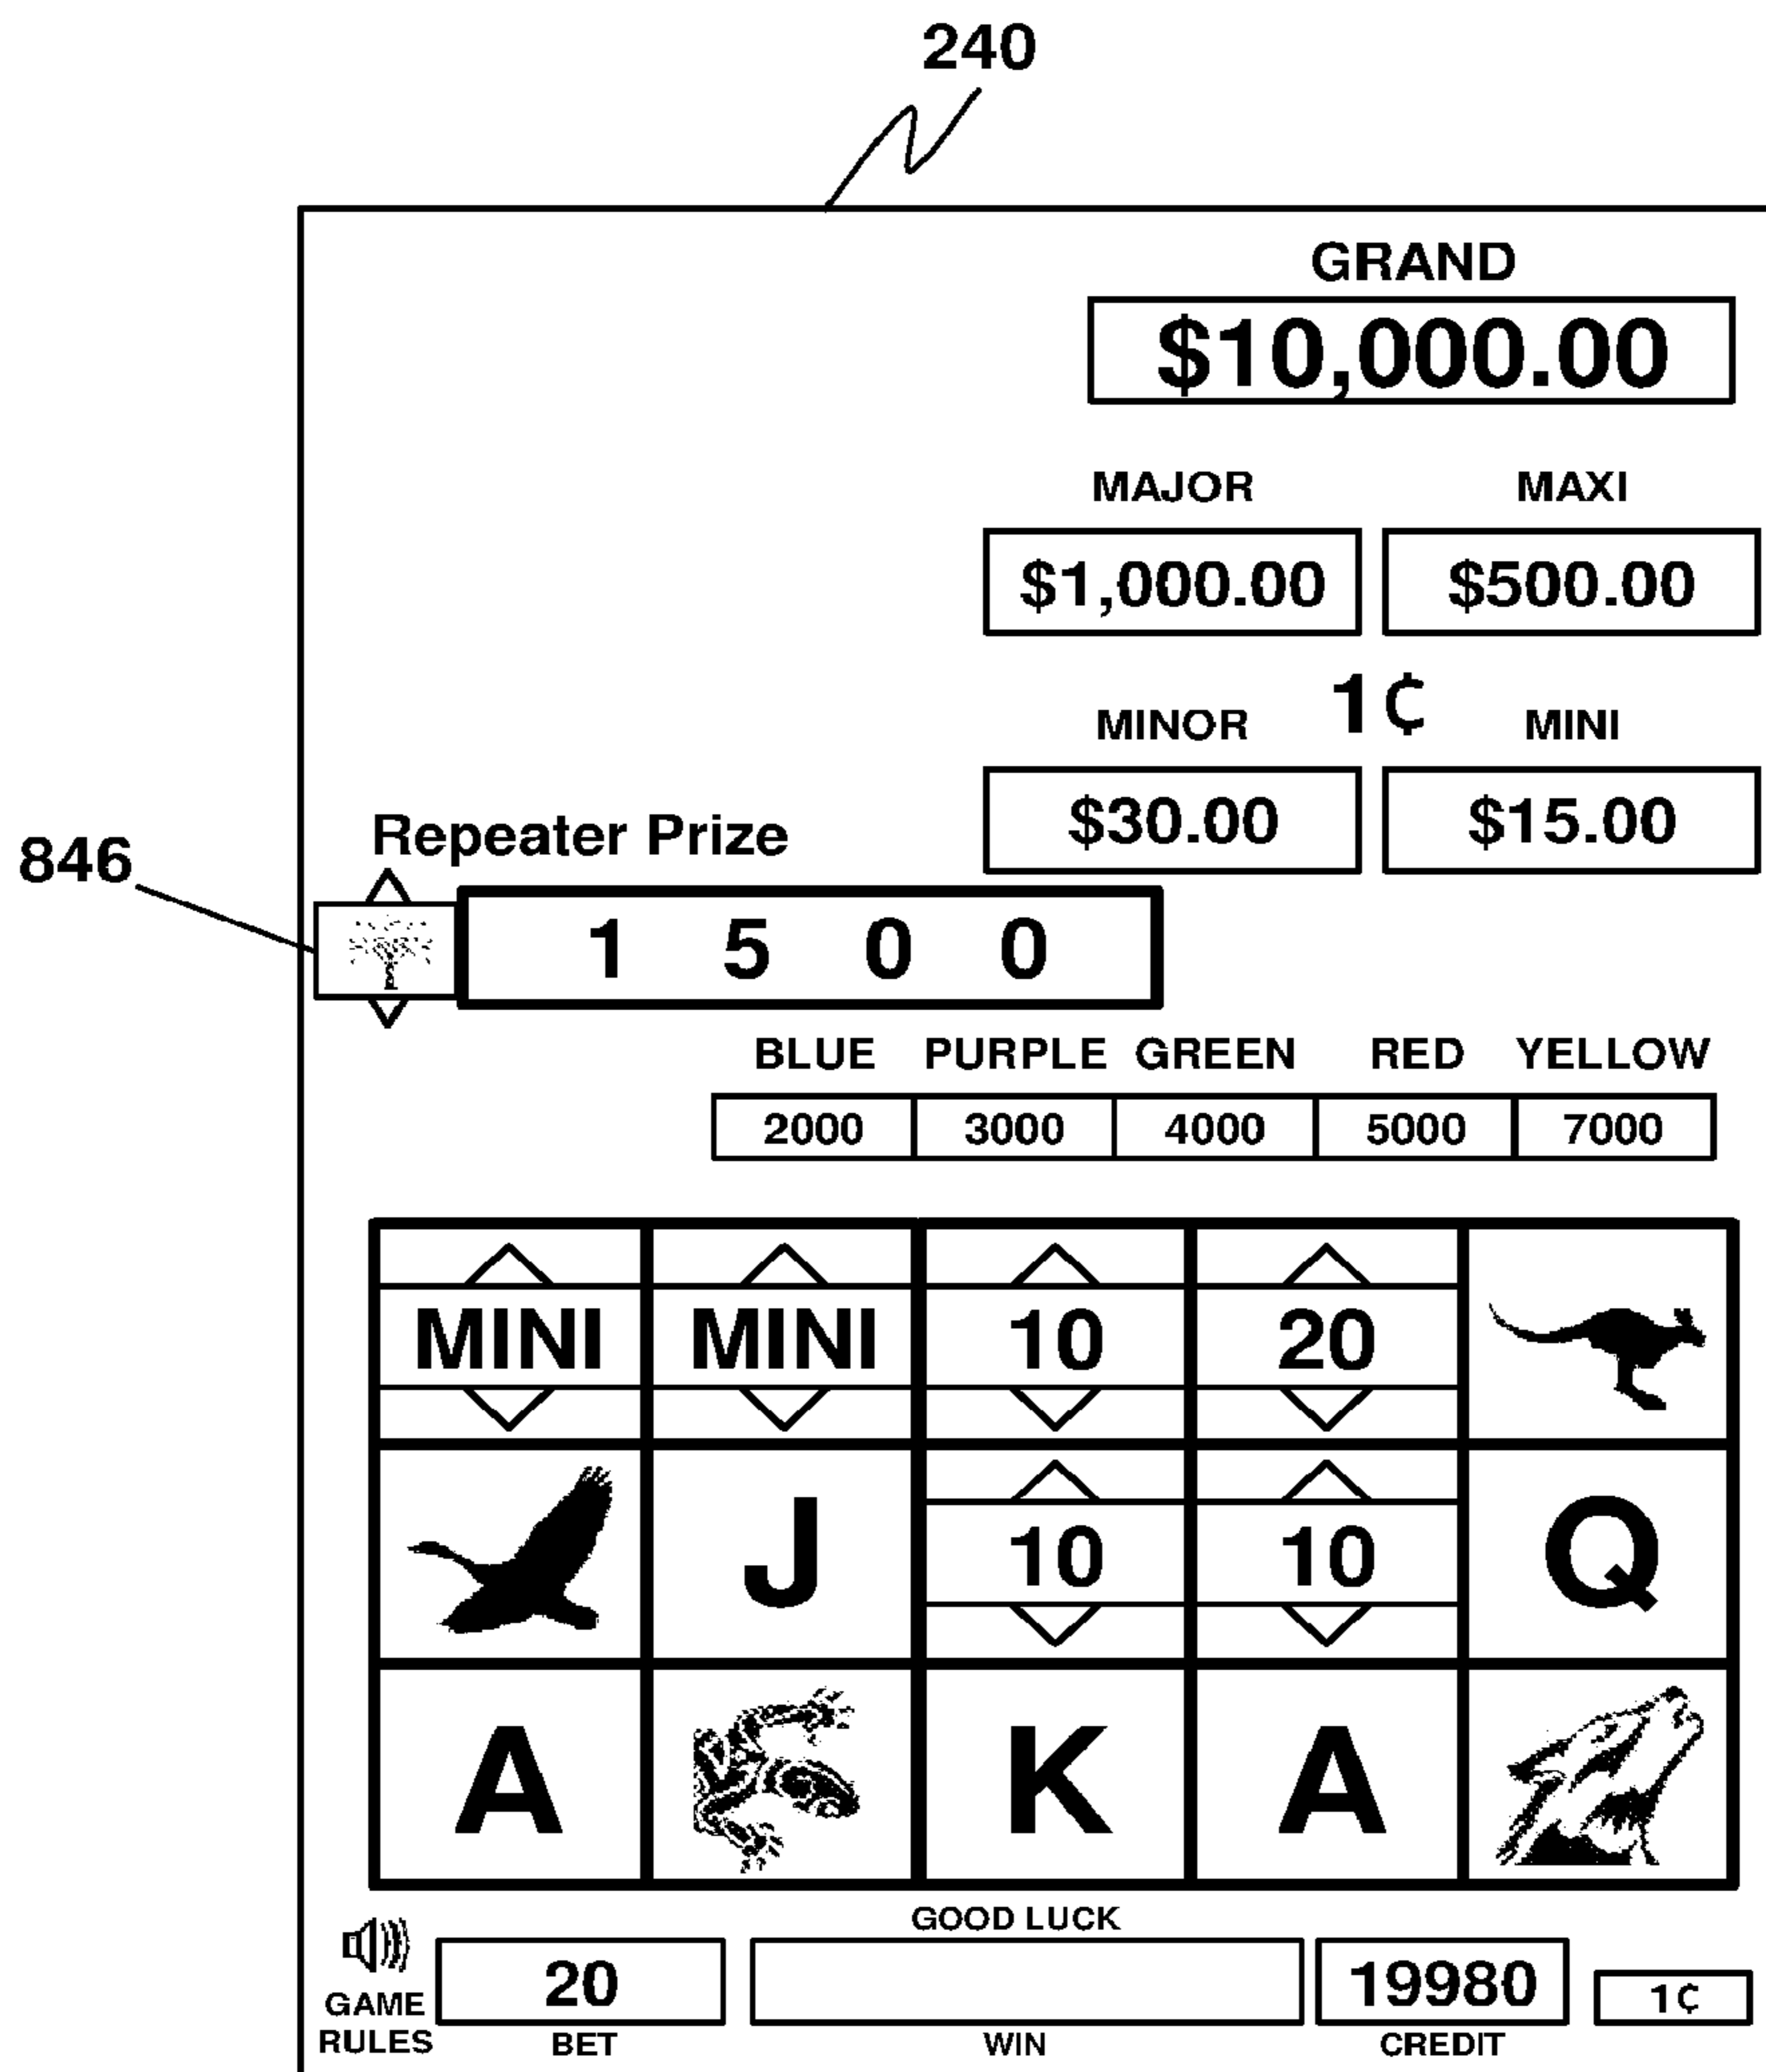 240
GRAND
$10,000.00
MAJOR MAXI
$1,000.00 $500.00
1¢
MINOR MINI
$30.00 $15.00
Repeater Prize
846
1 5 0 0
BLUE PURPLE GREEN RED YELLOW
2000 3000 4000 5000 7000
MINI MINI 10 20
J 10 10 Q
A K A
GOOD LUCK
20 19980 1¢
GAME RULES
BET WIN CREDIT